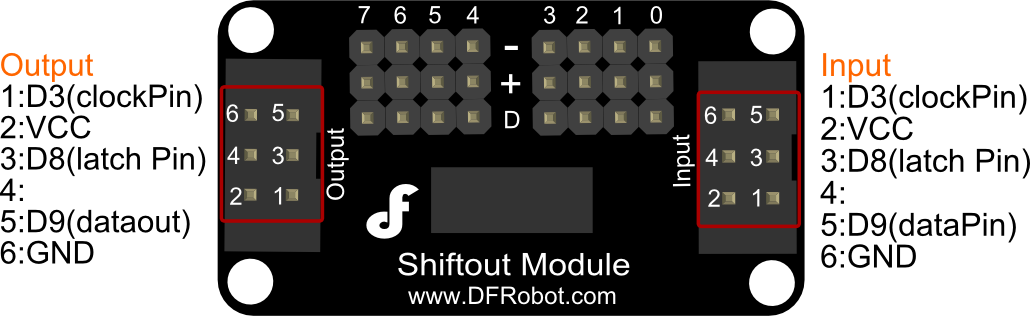 7 6 5 4 3 2 1 0
-
+
D
Output
1:D3(clockPin)
2:VCC
3:D8(latch Pin)
4:
5:D9(dataout)
6:GND
6 5
4 3
2 1
Output
Input
6 5
4 3
2 1
Input
1:D3(clockPin)
2:VCC
3:D8(latch Pin)
4:
5:D9(dataPin)
6:GND
df
Shiftout Module
www.DFRobot.com